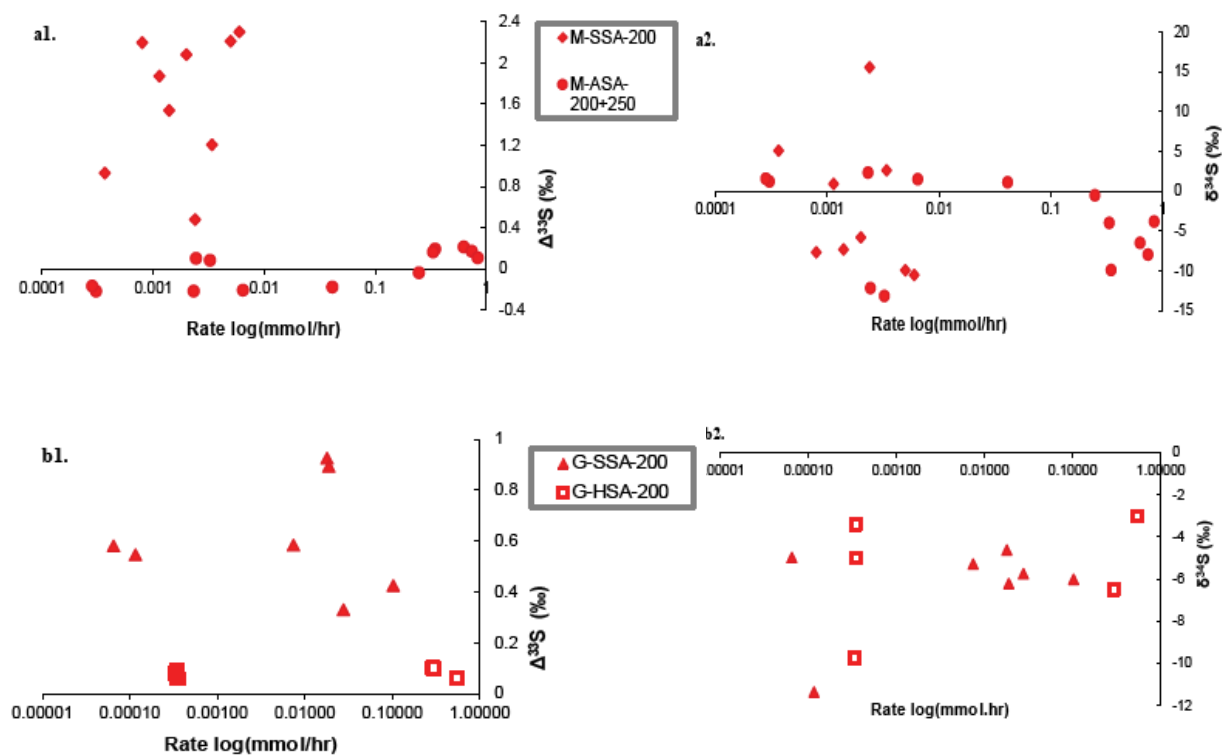 a1.
2.4
2
1.6
1.2
0.8
0.4
0
-0.4
Δ³³S (‰)
0.0001 0.001 0.01 0.1 1
Rate log(mmol/hr)
M-SSA-200
M-ASA-
200+250
a2.
20
15
10
5
0
-5
-10
-15
δ³⁴S (‰)
0.0001 0.001 0.01 0.1 1
Rate log(mmol/hr)
b1.
1
0.8
0.6
0.4
0.2
0
Δ³³S (‰)
0.00001 0.00010 0.00100 0.01000 0.10000 1.00000
Rate log(mmol/hr)
G-SSA-200
G-HSA-200
b2.
.00001 0.00010 0.00100 0.01000 0.10000 1.00000
0
-2
-4
-6
-8
-10
-12
δ³⁴S (‰)
Rate log(mmol.hr)